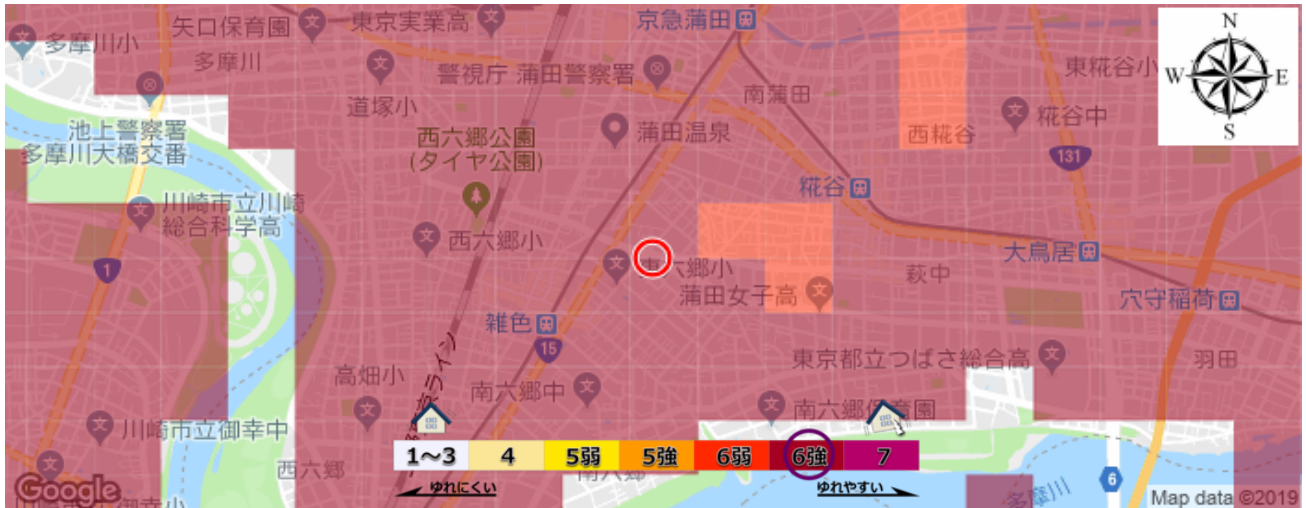 多摩川小
矢口保育園
東京実業高
京急蒲田
N
W
E
S
多摩川
警視庁 蒲田警察署
東糀谷小
道塚小
南蒲田
糀谷中
池上警察署
多摩川大橋交番
西六郷公園
(タイヤ公園)
蒲田温泉
西糀谷
131
川崎市立川崎
総合科学高
糀谷
西六郷小
大鳥居
1
東六郷小
萩中
蒲田女子高
穴守稲荷
雑色
15
東京都立つばさ総合高
羽田
高畑小
南六郷中
南六郷保育園
川崎市立御幸中
1～3
4
5弱
5強
6弱
6強
7
西六郷
ゆれにくい
ゆれやすい
6
多摩川
Google
Map data ©2019